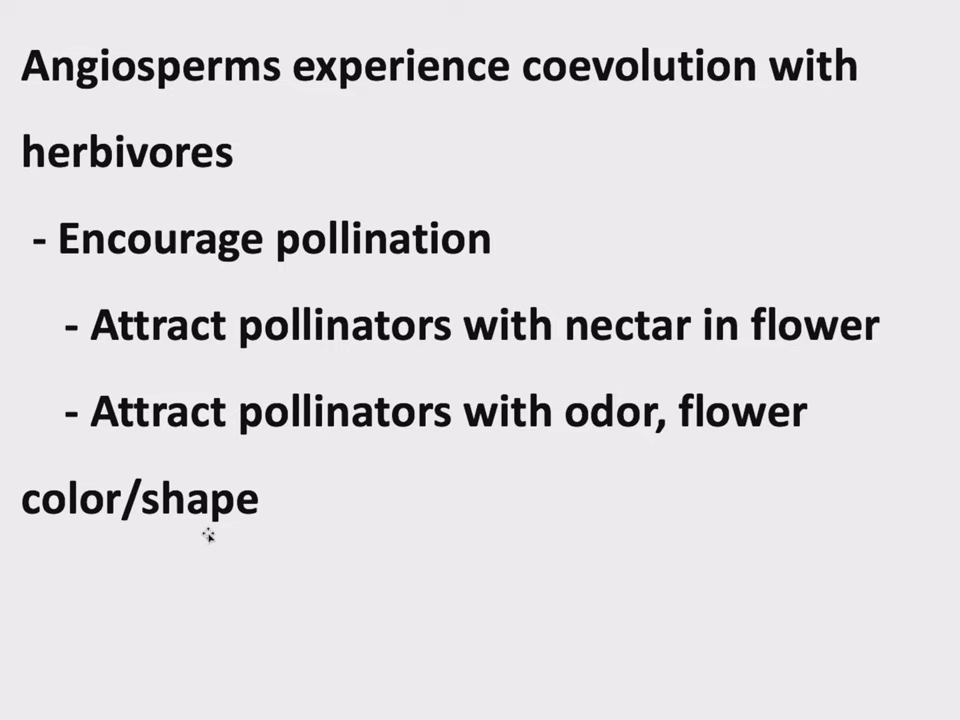 Angiosperms experience coevolution with
herbivores
- Encourage pollination
- Attract pollinators with nectar in flower
- Attract pollinators with odor, flower
color/shape